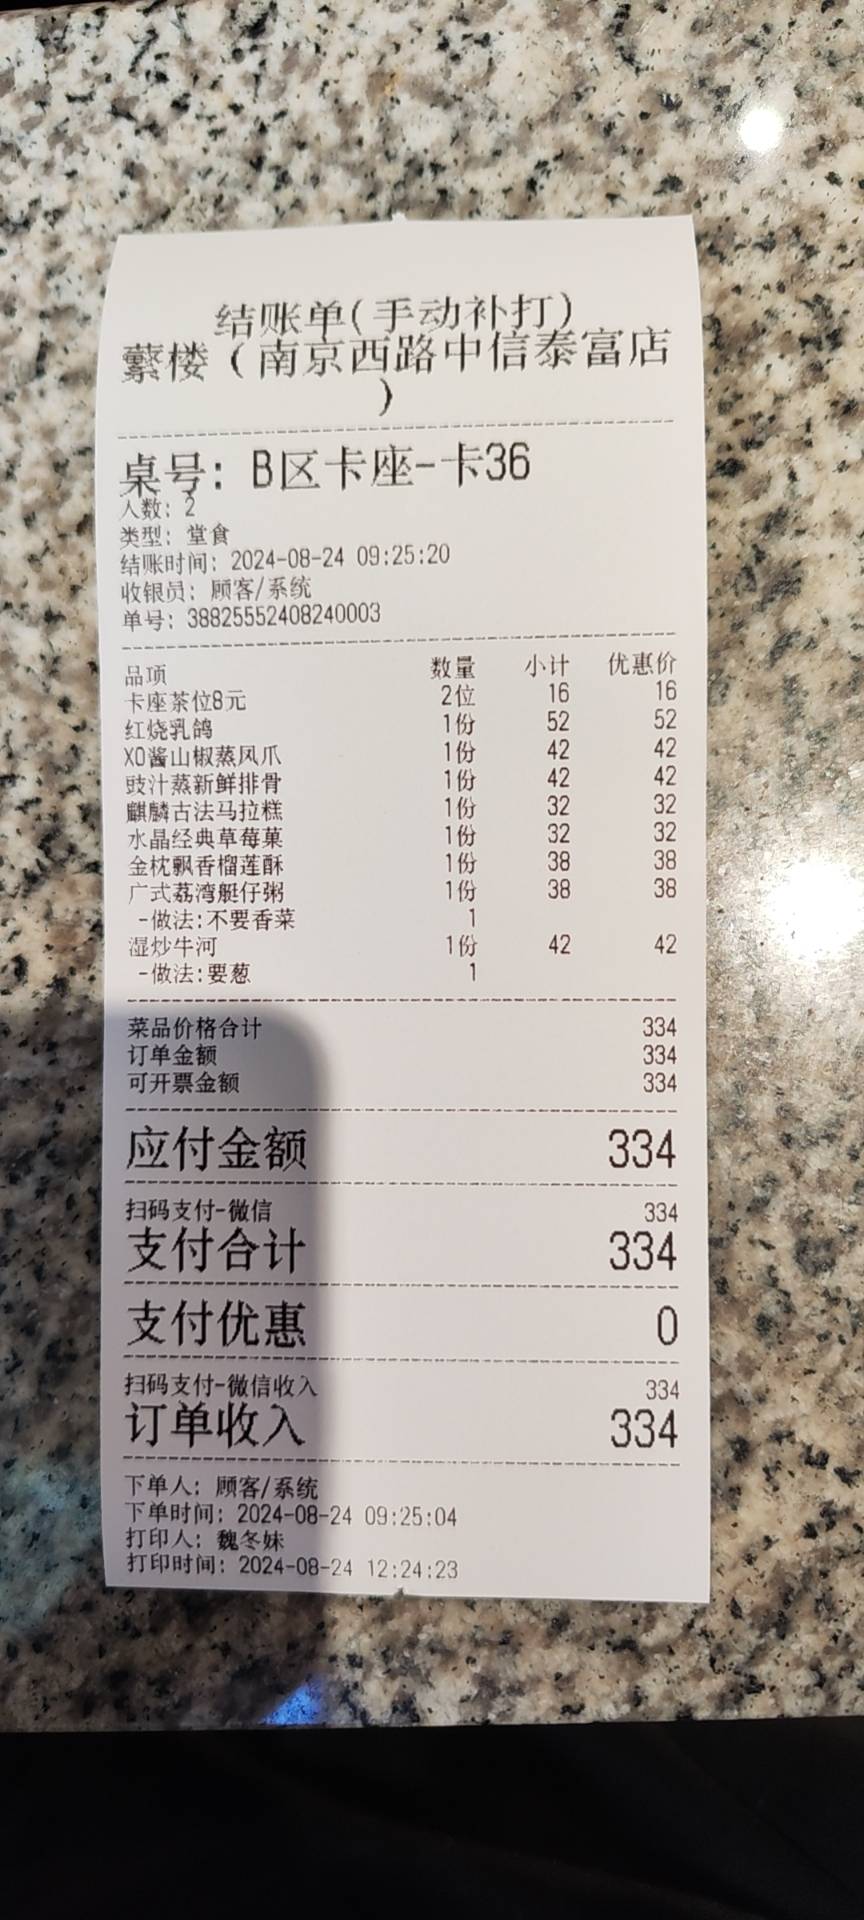 结账单(手动补打)
蘩楼(南京西路中信泰富店
)
桌号: B区卡座-卡36
人数: 2
类型: 堂食
结账时间: 2024-08-24 09:25:20
收银员: 顾客/系统
单号: 38825552408240003
品项 数量 小计 优惠价
卡座茶位8元 2位 16 16
红烧乳鸽 1份 52 52
XO酱山椒蒸凤爪 1份 42 42
豉汁蒸新鲜排骨 1份 42 42
麒麟古法马拉糕 1份 32 32
水晶经典草莓菓 1份 32 32
金枕飘香榴莲酥 1份 38 38
广式荔湾艇仔粥 1份 38 38
-做法:不要香菜 1
湿炒牛河 1份 42 42
-做法:要葱 1
菜品价格合计 334
订单金额 334
可开票金额 334
应付金额 334
扫码支付-微信 334
支付合计 334
支付优惠 0
扫码支付-微信收入 334
订单收入 334
下单人: 顾客/系统
下单时间: 2024-08-24 09:25:04
打印人: 魏冬妹
打印时间: 2024-08-24 12:24:23